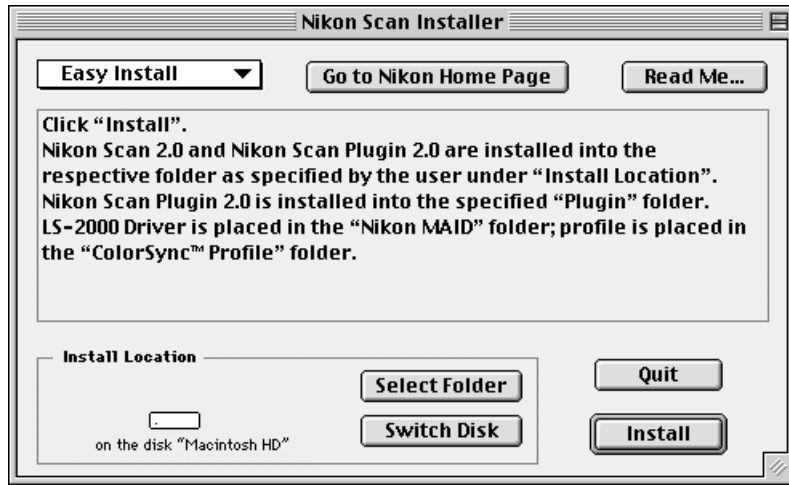 Nikon Scan Installer
Easy Install
Go to Nikon Home Page
Read Me...
Click “Install”.
Nikon Scan 2.0 and Nikon Scan Plugin 2.0 are installed into the
respective folder as specified by the user under “Install Location”.
Nikon Scan Plugin 2.0 is installed into the specified “Plugin” folder.
LS-2000 Driver is placed in the “Nikon MAID” folder; profile is placed in
the “ColorSync™ Profile” folder.
Install Location
Select Folder
Quit
Switch Disk
Install
on the disk “Macintosh HD”